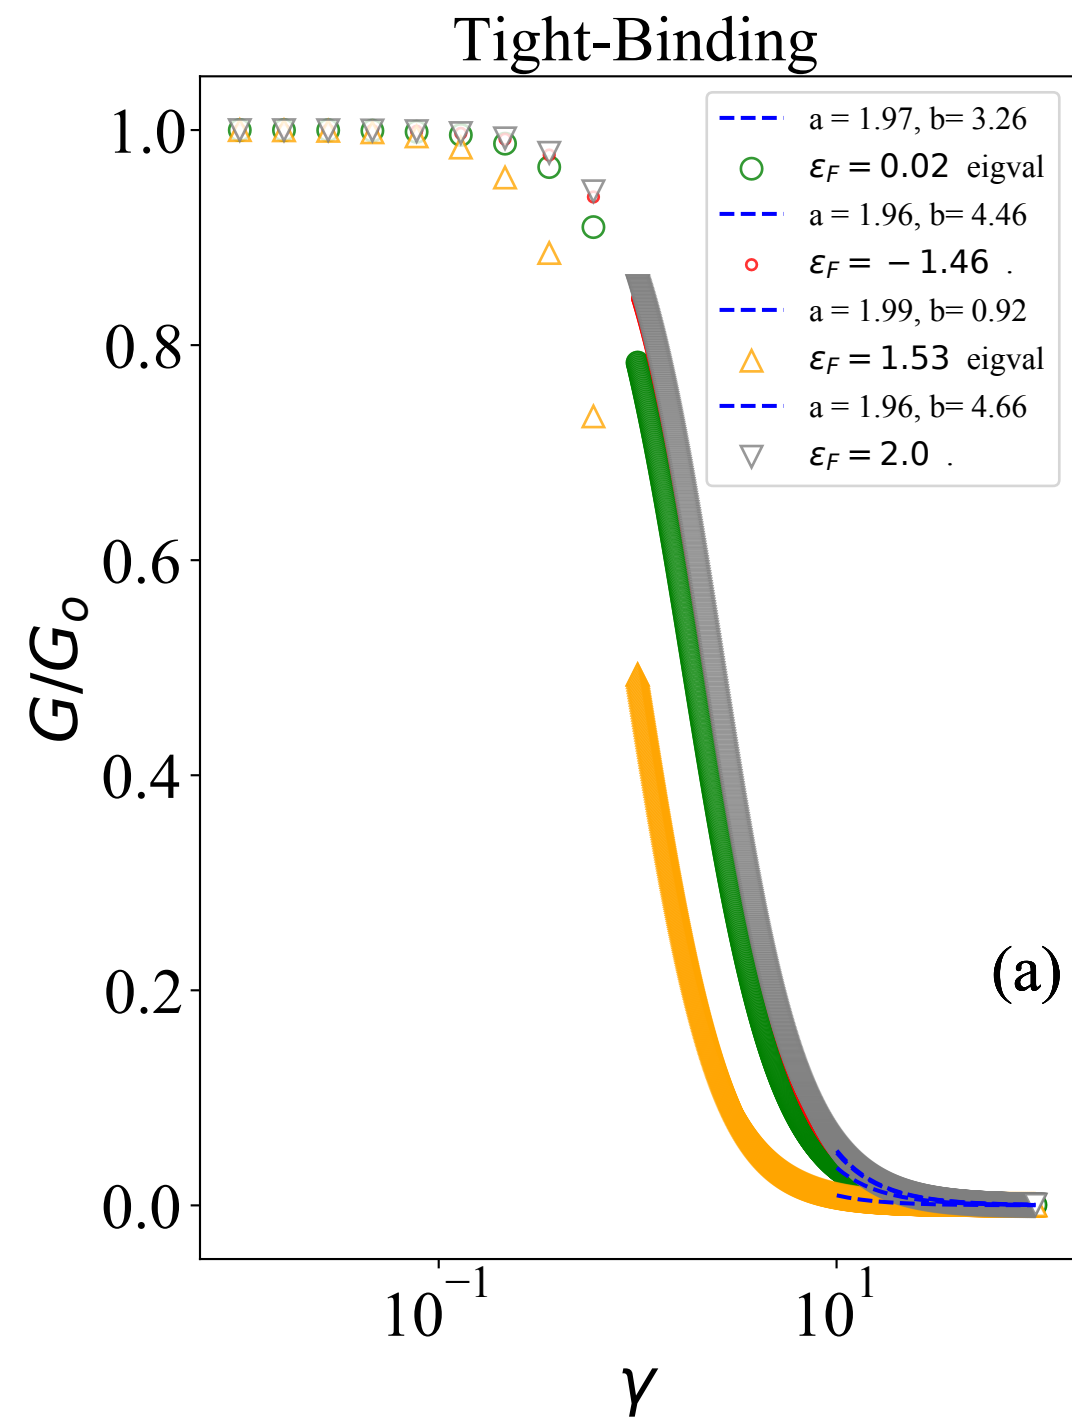 Tight-Binding
1.0
0.8
0.6
0.4
0.2
0.0
G/G_o
a = 1.97, b= 3.26
ε_F = 0.02 eigval
a = 1.96, b= 4.46
ε_F = −1.46 .
a = 1.99, b= 0.92
ε_F = 1.53 eigval
a = 1.96, b= 4.66
ε_F = 2.0 .
(a)
10^−1
10^1
γ